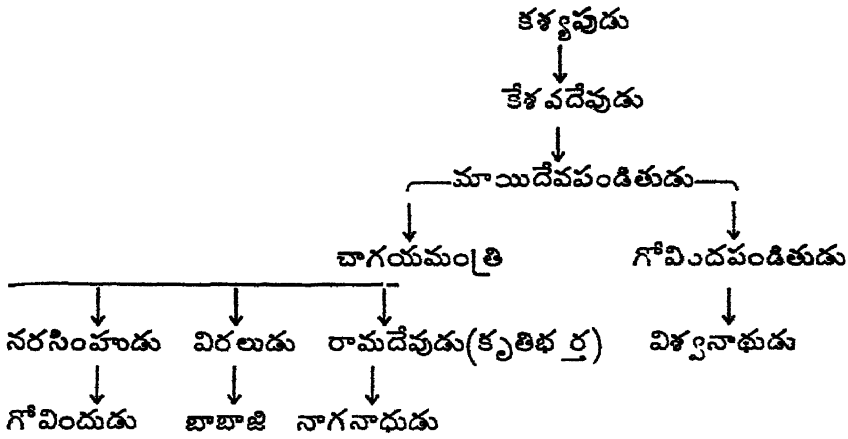 కశ్యపుడు
కేశవదేవుడు
మాయిదేవపండితుడు
చాగయమంత్రి గోవిందపండితుడు
నరసింహుడు విఠలుడు రామదేవుడు(కృతిభర్త) విశ్వనాథుడు
గోవిందుడు బాబాజి నాగనాథుడు